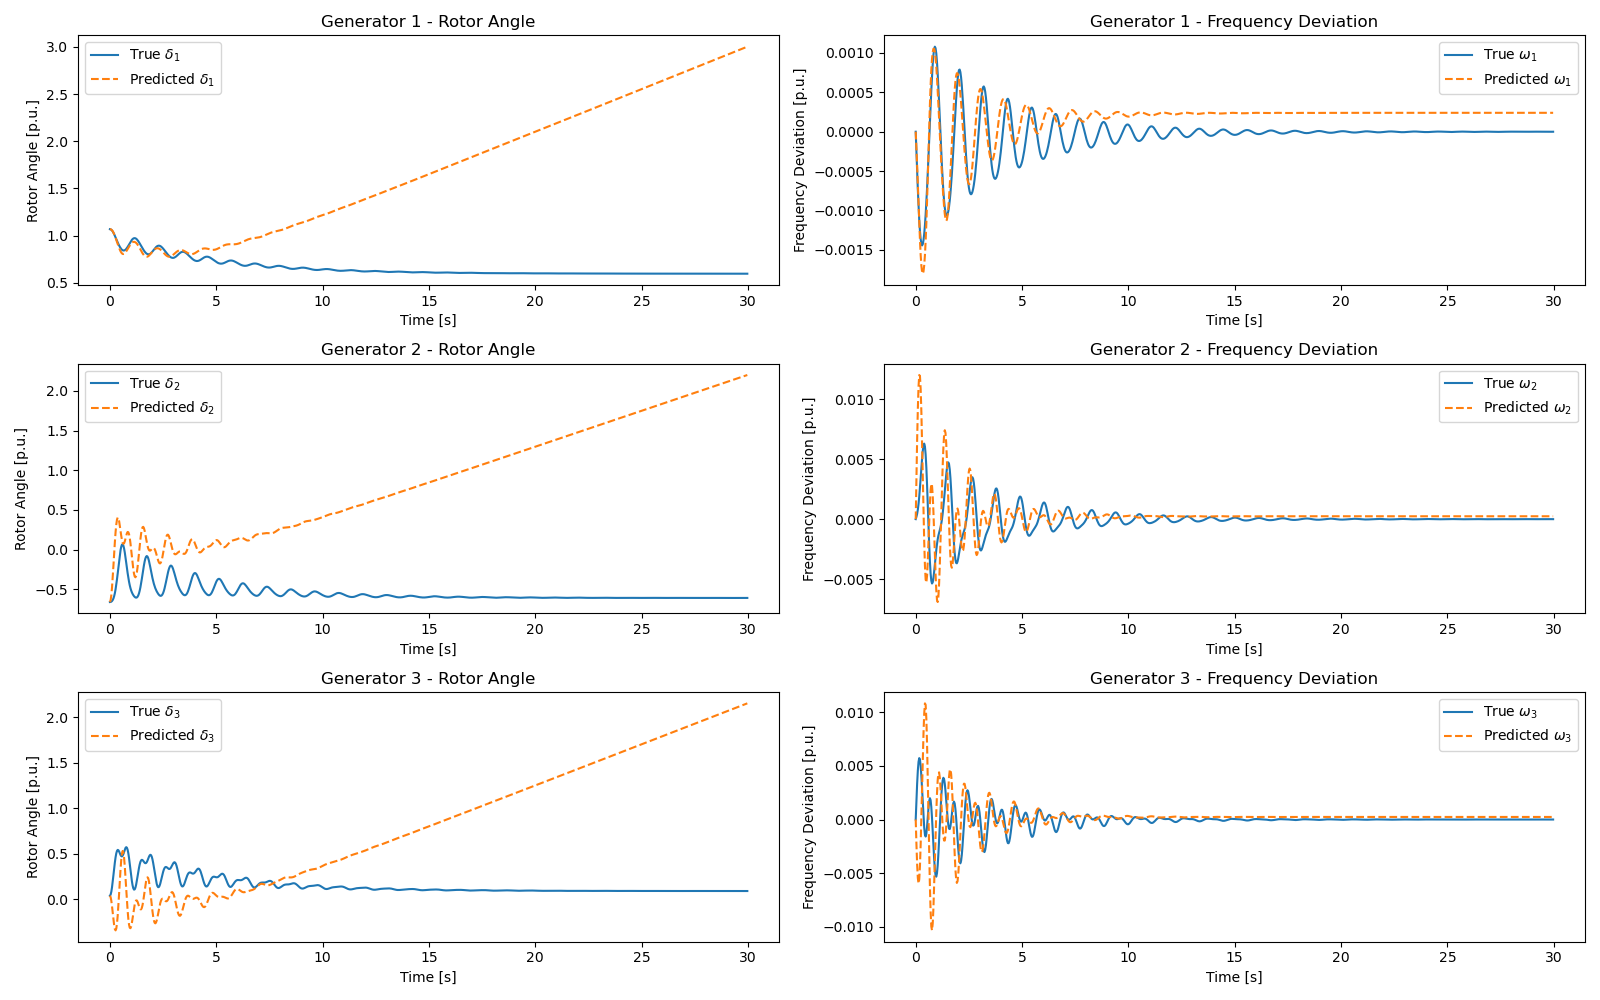 Generator 1 - Rotor Angle
Rotor Angle [p.u.]
3.0
2.5
2.0
1.5
1.0
0.5
True δ₁
Predicted δ₁
0 5 10 15 20 25 30
Time [s]
Generator 1 - Frequency Deviation
Frequency Deviation [p.u.]
0.0010
0.0005
0.0000
−0.0005
−0.0010
−0.0015
True ω₁
Predicted ω₁
0 5 10 15 20 25 30
Time [s]
Generator 2 - Rotor Angle
Rotor Angle [p.u.]
2.0
1.5
1.0
0.5
0.0
−0.5
True δ₂
Predicted δ₂
0 5 10 15 20 25 30
Time [s]
Generator 2 - Frequency Deviation
Frequency Deviation [p.u.]
0.010
0.005
0.000
−0.005
True ω₂
Predicted ω₂
0 5 10 15 20 25 30
Time [s]
Generator 3 - Rotor Angle
Rotor Angle [p.u.]
2.0
1.5
1.0
0.5
0.0
True δ₃
Predicted δ₃
0 5 10 15 20 25 30
Time [s]
Generator 3 - Frequency Deviation
Frequency Deviation [p.u.]
0.010
0.005
0.000
−0.005
−0.010
True ω₃
Predicted ω₃
0 5 10 15 20 25 30
Time [s]